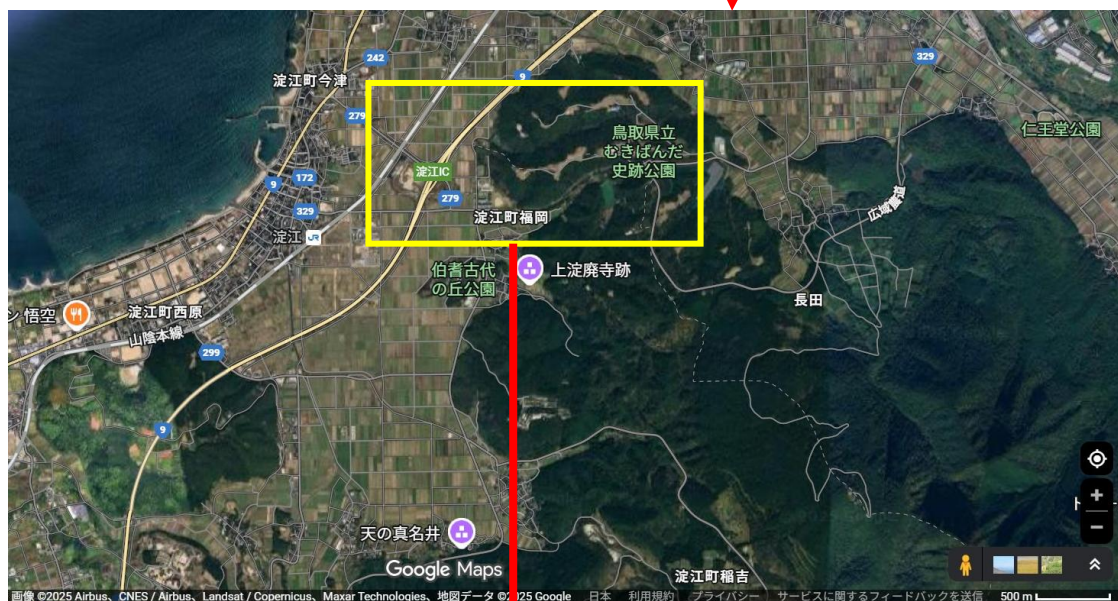 242
淀江町今津
9
329
279
鳥取県立
むきばんだ
史跡公園
仁王堂公園
淀江IC
9
172
279
329
淀江町福岡
広域農道
淀江 JR
伯耆古代
の丘公園
上淀廃寺跡
長田
ン 悟空
淀江町西原
山陰本線
299
9
天の真名井
Google Maps
淀江町稲吉
ト
画像 ©2025 Airbus、CNES / Airbus、Landsat / Copernicus、Maxar Technologies、地図データ ©2025 Google 日本 利用規約 プライバシー サービスに関するフィードバックを送信 500 m